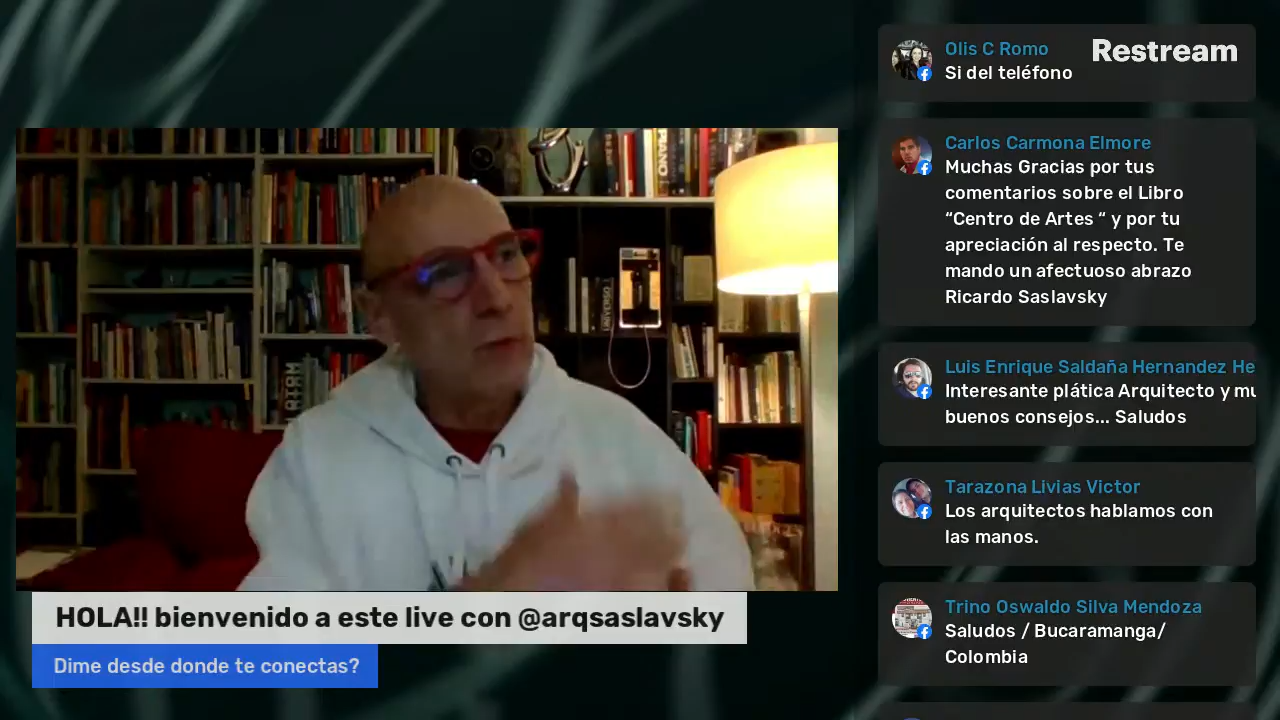 Restream
Olis C Romo
Si del teléfono
Carlos Carmona Elmore
Muchas Gracias por tus
comentarios sobre el Libro
“Centro de Artes “ y por tu
apreciación al respecto. Te
mando un afectuoso abrazo
Ricardo Saslavsky
Luis Enrique Saldaña Hernandez He
Interesante plática Arquitecto y mu
buenos consejos... Saludos
Tarazona Livias Victor
Los arquitectos hablamos con
las manos.
Trino Oswaldo Silva Mendoza
Saludos / Bucaramanga/
Colombia
UNIVERSO
HOLA!! bienvenido a este live con @arqsaslavsky
Dime desde donde te conectas?